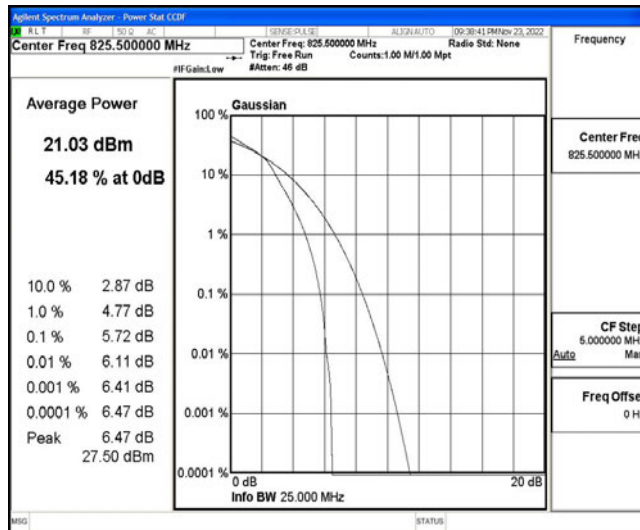 Agilent Spectrum Analyzer - Power Stat CCDF
R L T RF 50 Ω AC SENSE:PULSE ALIGN AUTO 09:38:41 PM Nov 23, 2022
Center Freq 825.500000 MHz
Center Freq: 825.500000 MHz Radio Std: None
Trig: Free Run Counts:1.00 M/1.00 Mpt
#IFGain:Low #Atten: 46 dB
Frequency
Average Power
21.03 dBm
45.18 % at 0dB
10.0 % 2.87 dB
1.0 % 4.77 dB
0.1 % 5.72 dB
0.01 % 6.11 dB
0.001 % 6.41 dB
0.0001 % 6.47 dB
Peak 6.47 dB
27.50 dBm
Gaussian
100 %
10 %
1 %
0.1 %
0.01 %
0.001 %
0.0001 %
0 dB 20 dB
Info BW 25.000 MHz
Center Freq
825.500000 MH
CF Step
5.000000 MH
Auto Ma
Freq Offse
0 H
MSG STATUS